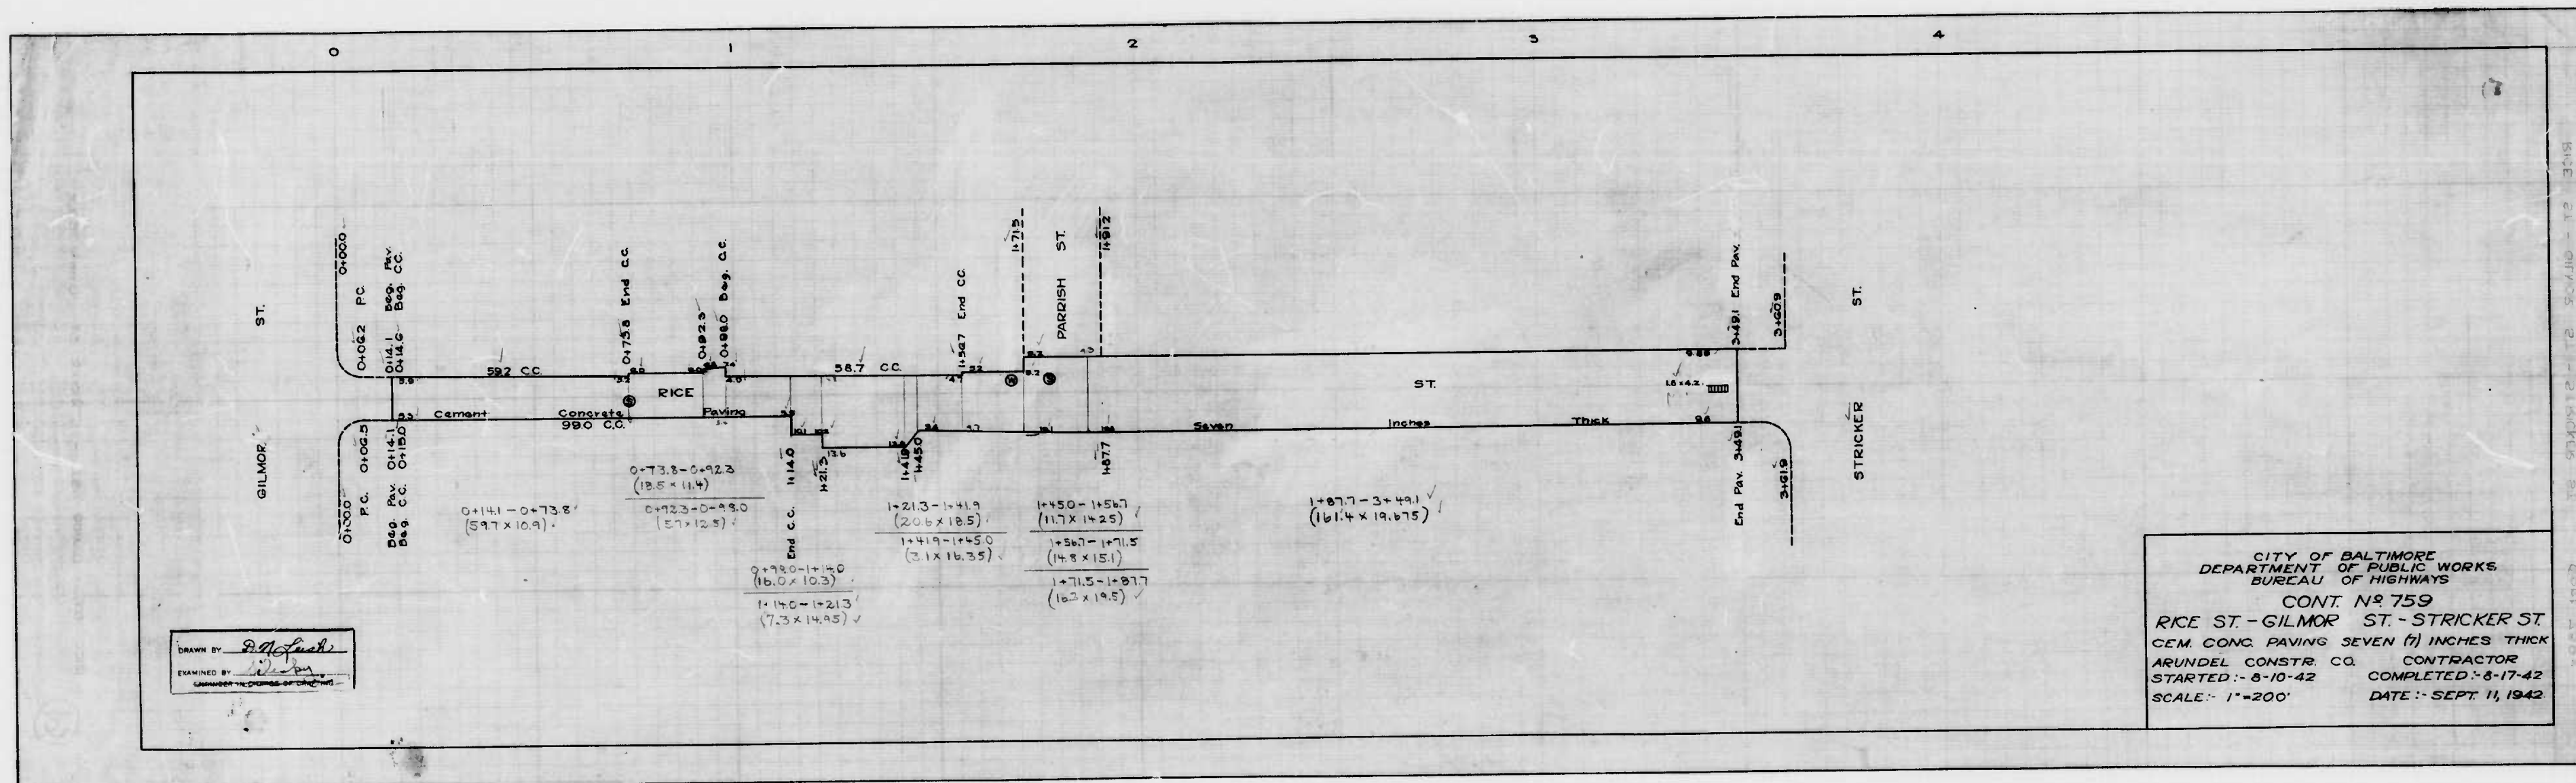 0 1 2 3 4
GILMOR ST.
0+00.0
0+06.2 P.C.
0+14.1 Beg. Pav.
0+14.6 Beg. C.C.
59.2 C.C.
0+73.8 End C.C.
0+92.3
0+98.0 Beg. C.C.
58.7 C.C.
1+56.7 End C.C.
1+71.5
PARRISH ST.
1+91.2
3+49.1 End Pav.
3+60.9
STRICKER ST.
RICE ST.
1.8 x 4.2
Cement Concrete Paving Seven Inches Thick
99.0 C.C.
0+00.0
P.C. 0+06.5
Beg. Pav. 0+14.1
Beg. C.C. 0+15.0
End C.C. 1+14.0
1+21.3
1+41.9
1+45.0
1+87.7
End Pav. 3+49.1
3+61.9
0+14.1 - 0+73.8
(59.7 x 10.9)
0+73.8 - 0+92.3
(18.5 x 11.4)
0+92.3 - 0+98.0
(5.7 x 12.5)
0+98.0 - 1+14.0
(16.0 x 10.3)
1+14.0 - 1+21.3
(7.3 x 14.95)
1+21.3 - 1+41.9
(20.6 x 18.5)
1+41.9 - 1+45.0
(3.1 x 16.35)
1+45.0 - 1+56.7
(11.7 x 14.25)
1+56.7 - 1+71.5
(14.8 x 15.1)
1+71.5 - 1+87.7
(16.2 x 19.5)
1+87.7 - 3+49.1
(161.4 x 19.675)
DRAWN BY
EXAMINED BY
CITY OF BALTIMORE
DEPARTMENT OF PUBLIC WORKS
BUREAU OF HIGHWAYS
CONT. Nº 759
RICE ST. - GILMOR ST. - STRICKER ST.
CEM. CONC. PAVING SEVEN (7) INCHES THICK
ARUNDEL CONSTR. CO. CONTRACTOR
STARTED:- 8-10-42 COMPLETED:- 8-17-42
SCALE:- 1"=20.0' DATE:- SEPT. 11, 1942